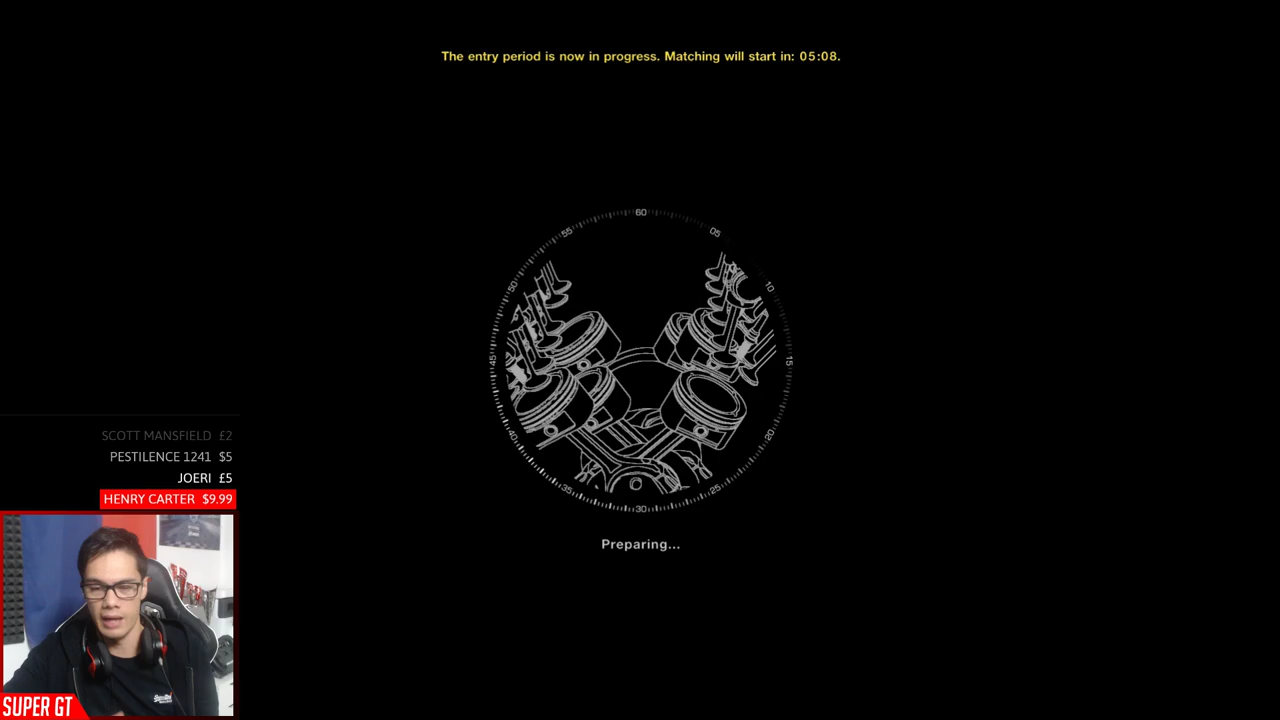 The entry period is now in progress. Matching will start in: 05:08.
60
55
05
50
10
45
15
40
20
35
25
30
Preparing...
SCOTT MANSFIELD £2
PESTILENCE 1241 $5
JOERI £5
HENRY CARTER $9.99
SUPER GT